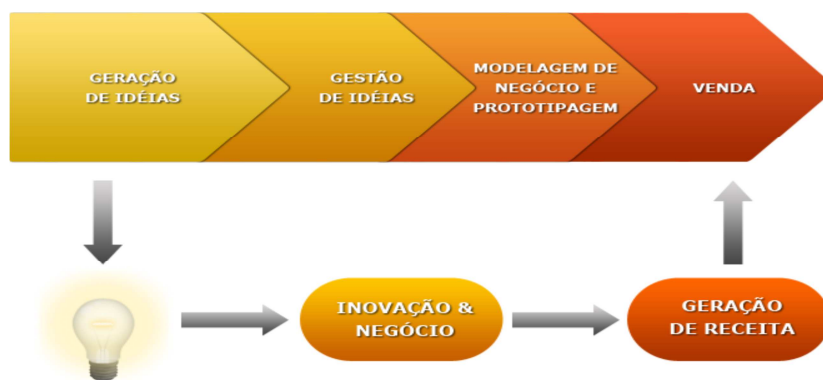 GERAÇÃO
DE IDÉIAS
GESTÃO
DE IDÉIAS
MODELAGEM DE
NEGÓCIO E
PROTOTIPAGEM
VENDA
INOVAÇÃO &
NEGÓCIO
GERAÇÃO
DE RECEITA